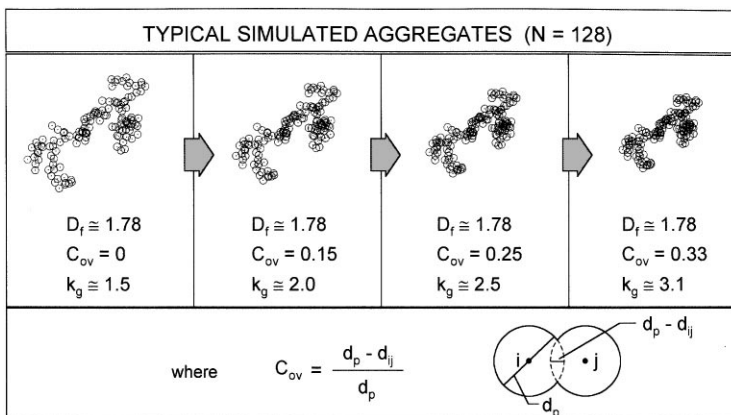 TYPICAL SIMULATED AGGREGATES (N = 128)
D_f ≅ 1.78
C_ov = 0
k_g ≅ 1.5
D_f ≅ 1.78
C_ov = 0.15
k_g ≅ 2.0
D_f ≅ 1.78
C_ov = 0.25
k_g ≅ 2.5
D_f ≅ 1.78
C_ov = 0.33
k_g ≅ 3.1
where C_ov = (d_p - d_ij) / d_p
d_p - d_ij
i j
d_p